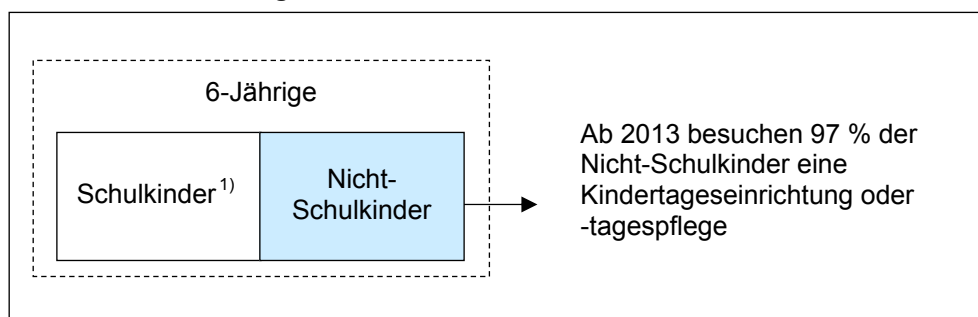 6-Jährige
Schulkinder 1)
Nicht-
Schulkinder
Ab 2013 besuchen 97 % der
Nicht-Schulkinder eine
Kindertageseinrichtung oder
-tagespflege